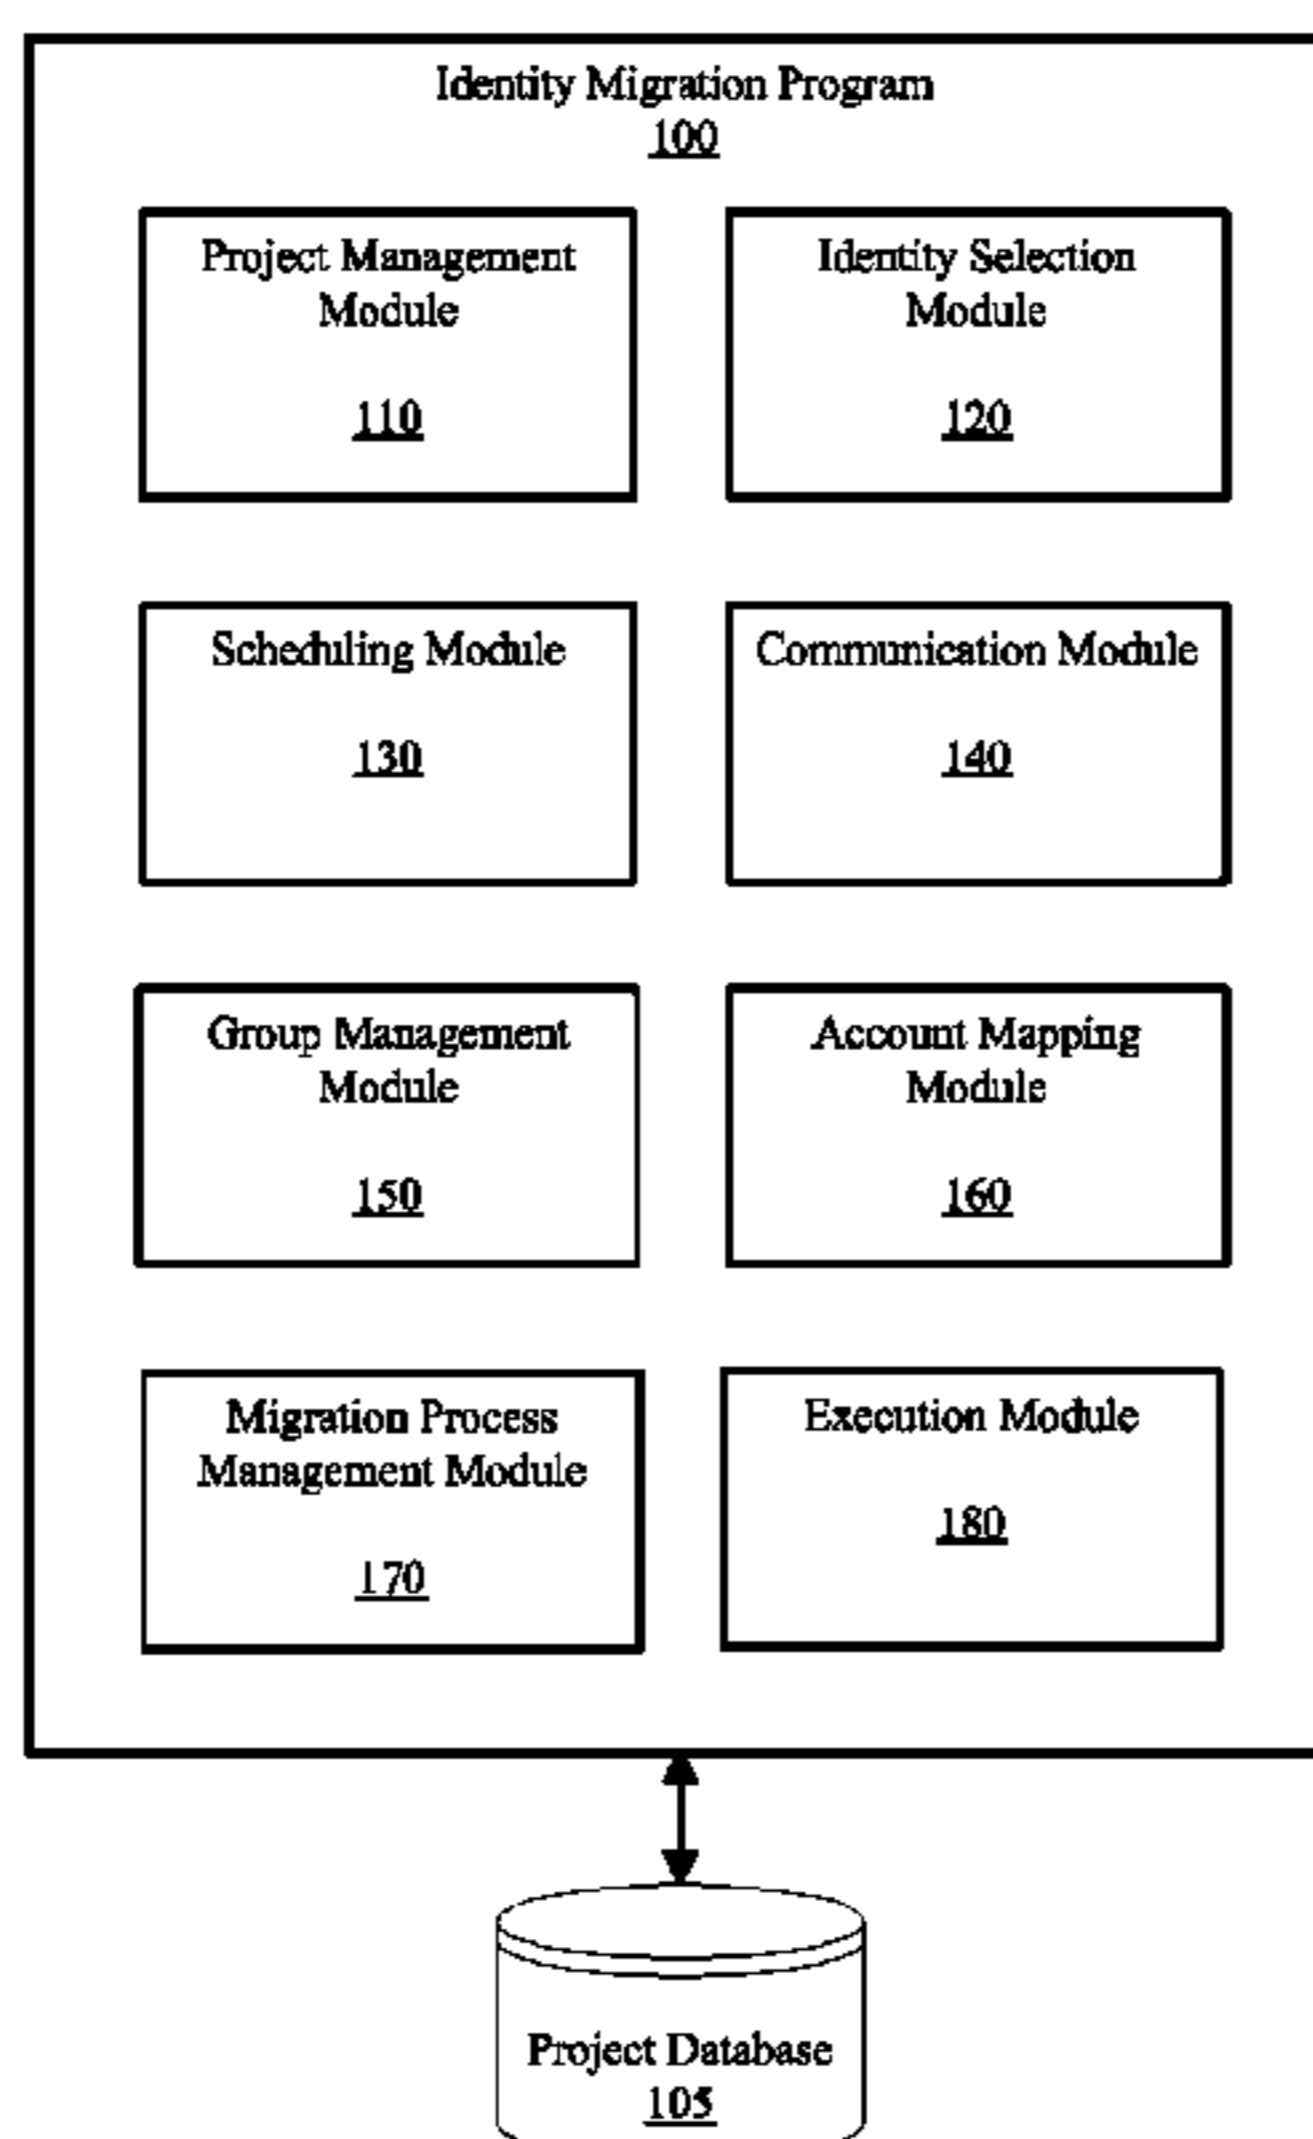 Identity Migration Program
100
Project Management
Module
110
Identity Selection
Module
120
Scheduling Module
130
Communication Module
140
Group Management
Module
150
Account Mapping
Module
160
Migration Process
Management Module
170
Execution Module
180
Project Database
105